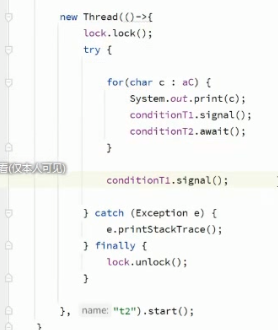 new Thread(()->{
lock.lock();
try {
for(char c : aC) {
System.out.print(c);
conditionT1.signal();
conditionT2.await();
}
者(仅本人可见)
conditionT1.signal();
} catch (Exception e) {
e.printStackTrace();
} finally {
lock.unlock();
}
}, name: "t2").start();
}